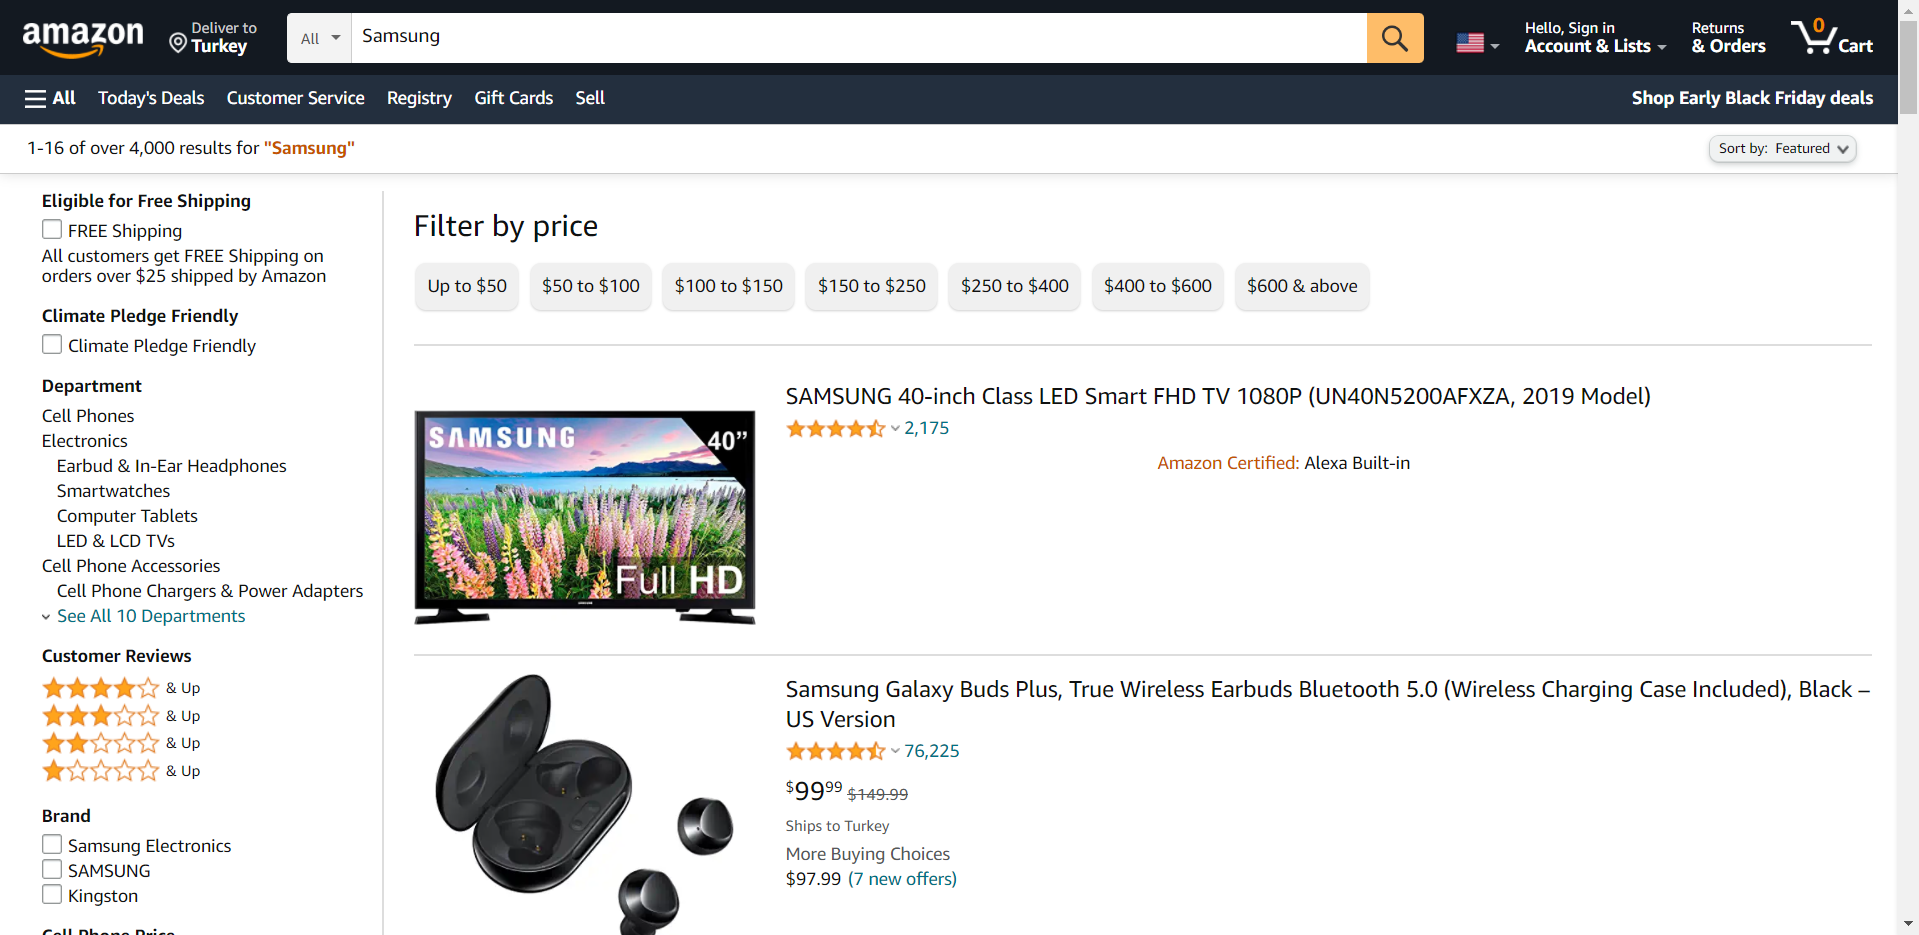 amazon
Deliver to
Turkey
All
Samsung
Hello, Sign in
Account & Lists
Returns
& Orders
0
Cart
All
Today's Deals
Customer Service
Registry
Gift Cards
Sell
Shop Early Black Friday deals
1-16 of over 4,000 results for "Samsung"
Sort by: Featured
Eligible for Free Shipping
FREE Shipping
All customers get FREE Shipping on
orders over $25 shipped by Amazon
Climate Pledge Friendly
Climate Pledge Friendly
Department
Cell Phones
Electronics
Earbud & In-Ear Headphones
Smartwatches
Computer Tablets
LED & LCD TVs
Cell Phone Accessories
Cell Phone Chargers & Power Adapters
See All 10 Departments
Customer Reviews
& Up
& Up
& Up
& Up
Brand
Samsung Electronics
SAMSUNG
Kingston
Cell Phone Price
Filter by price
Up to $50
$50 to $100
$100 to $150
$150 to $250
$250 to $400
$400 to $600
$600 & above
SAMSUNG
40”
Full HD
SAMSUNG 40-inch Class LED Smart FHD TV 1080P (UN40N5200AFXZA, 2019 Model)
2,175
Amazon Certified: Alexa Built-in
Samsung Galaxy Buds Plus, True Wireless Earbuds Bluetooth 5.0 (Wireless Charging Case Included), Black –
US Version
76,225
$9999 $149.99
Ships to Turkey
More Buying Choices
$97.99 (7 new offers)